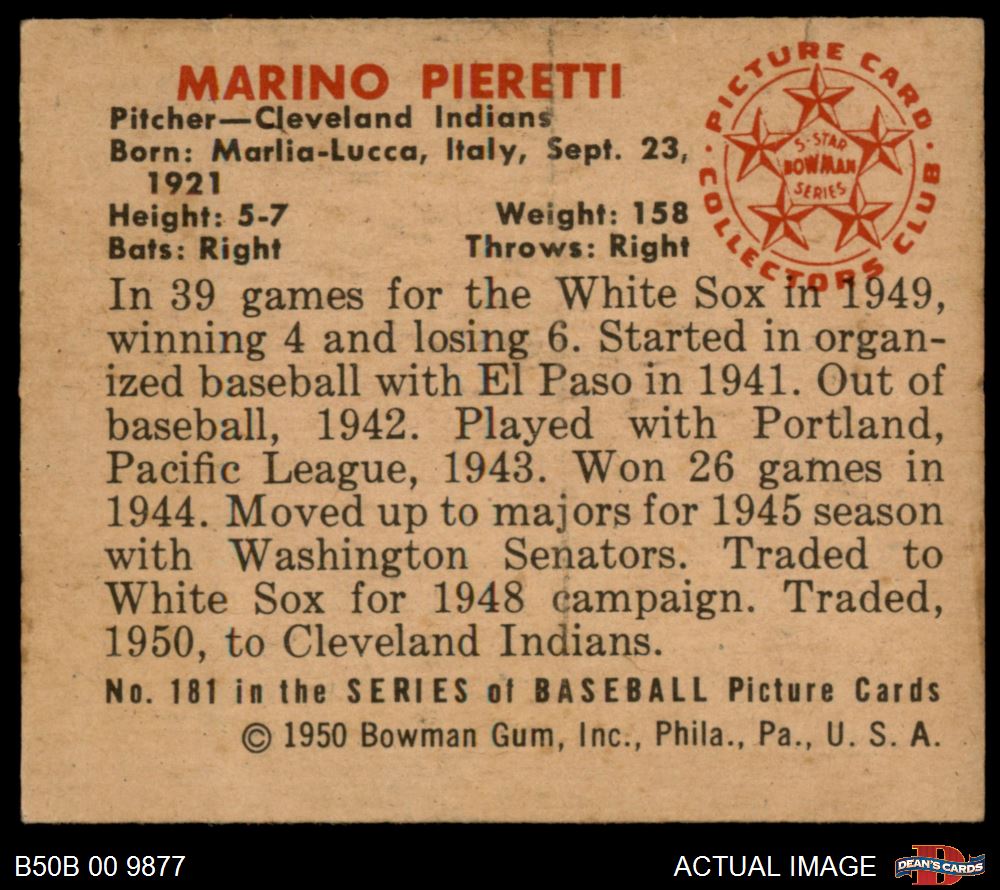 MARINO PIERETTI
Pitcher—Cleveland Indians
Born: Marlia-Lucca, Italy, Sept. 23,
1921
Height: 5-7 Weight: 158
Bats: Right Throws: Right
PICTURE CARD COLLECTORS CLUB
5-STAR
BOWMAN
SERIES
In 39 games for the White Sox in 1949,
winning 4 and losing 6. Started in organ-
ized baseball with El Paso in 1941. Out of
baseball, 1942. Played with Portland,
Pacific League, 1943. Won 26 games in
1944. Moved up to majors for 1945 season
with Washington Senators. Traded to
White Sox for 1948 campaign. Traded,
1950, to Cleveland Indians.
No. 181 in the SERIES of BASEBALL Picture Cards
© 1950 Bowman Gum, Inc., Phila., Pa., U. S. A.
B50B 00 9877 ACTUAL IMAGE
DEAN'S CARDS